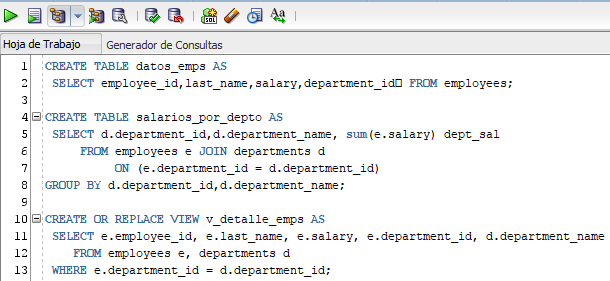 SQL
Aa
Hoja de Trabajo Generador de Consultas
1 CREATE TABLE datos_emps AS
2 SELECT employee_id,last_name,salary,department_id▯ FROM employees;
3
4 CREATE TABLE salarios_por_depto AS
5 SELECT d.department_id,d.department_name, sum(e.salary) dept_sal
6 FROM employees e JOIN departments d
7 ON (e.department_id = d.department_id)
8 GROUP BY d.department_id,d.department_name;
9
10 CREATE OR REPLACE VIEW v_detalle_emps AS
11 SELECT e.employee_id, e.last_name, e.salary, e.department_id, d.department_name
12 FROM employees e, departments d
13 WHERE e.department_id = d.department_id;